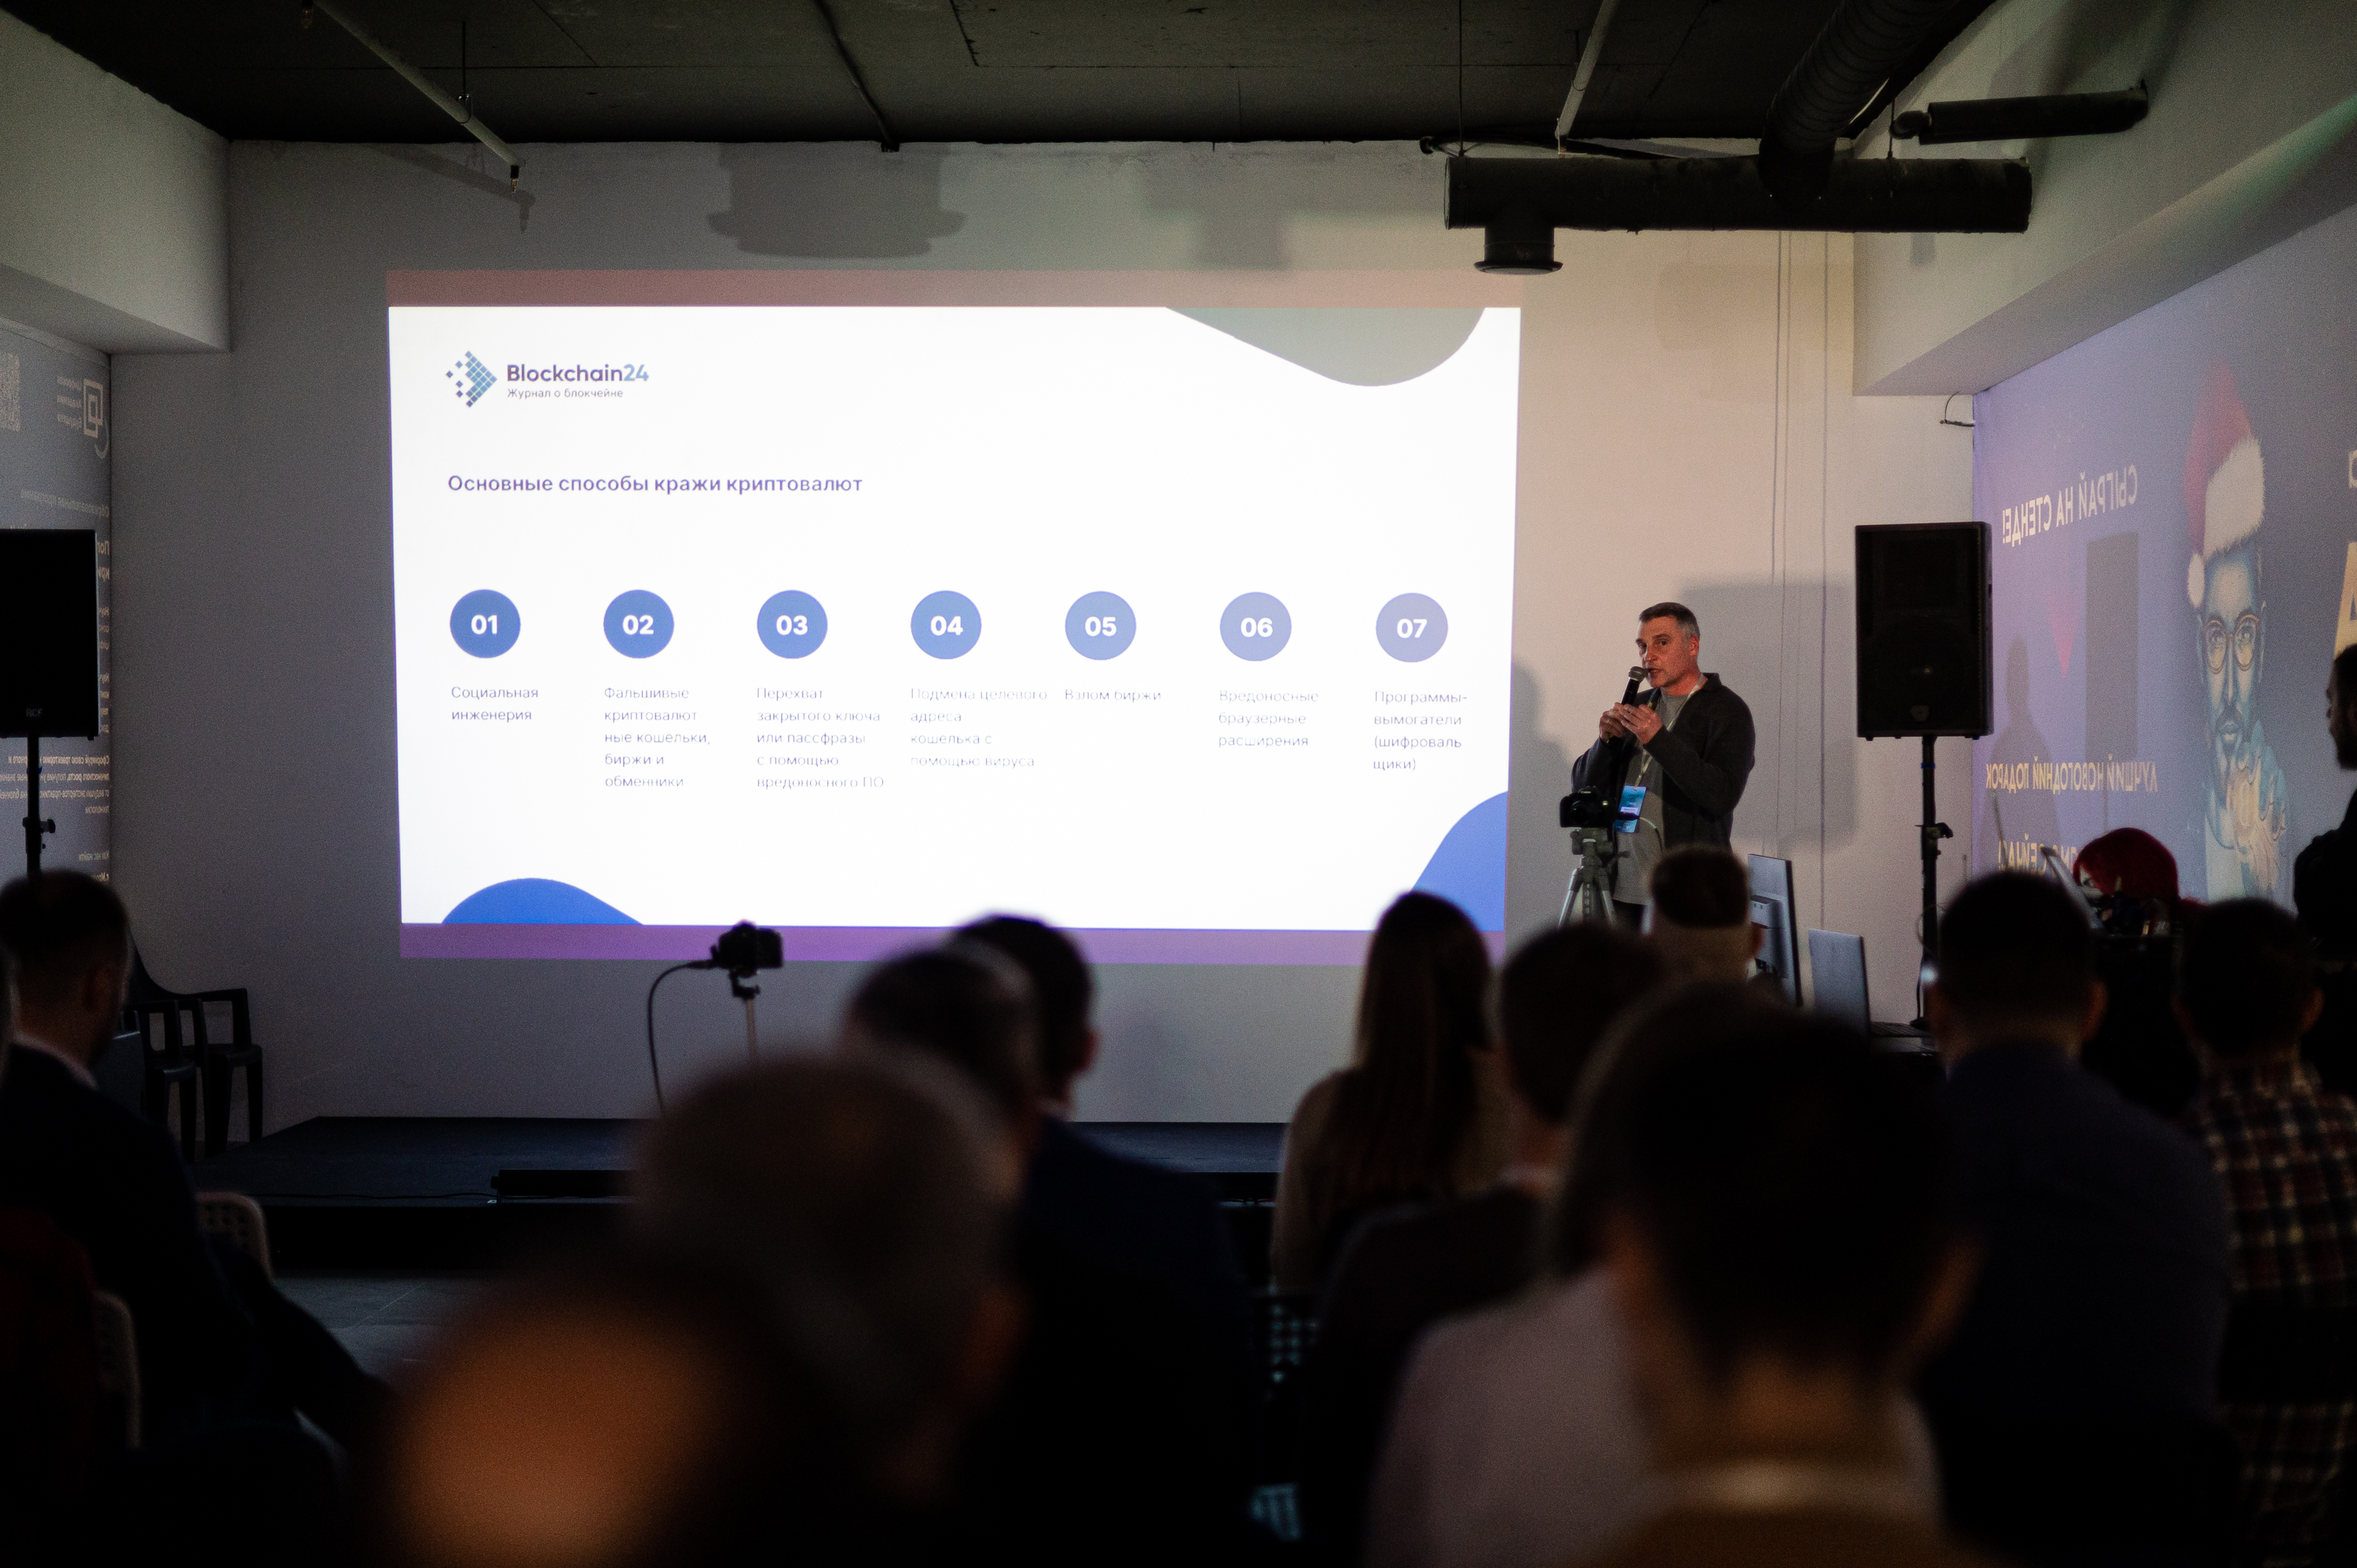 Blockchain24
Журнал о блокчейне
Основные способы кражи криптовалют
01
Социальная
инженерия
02
Фальшивые
криптовалют
ные кошельки,
биржи и
обменники
03
Перехват
закрытого ключа
или пассфразы
с помощью
вредоносного ПО
04
Подмена целевого
адреса
кошелька с
помощью вируса
05
Взлом биржи
06
Вредоносные
браузерные
расширения
07
Программы-
вымогатели
(шифроваль
щики)
СЫГРАЙ НА СТЕНДЕ!
ЛУЧШИЙ НОВОГОДНИЙ ПОДАРОК
СЕЙЧАС!